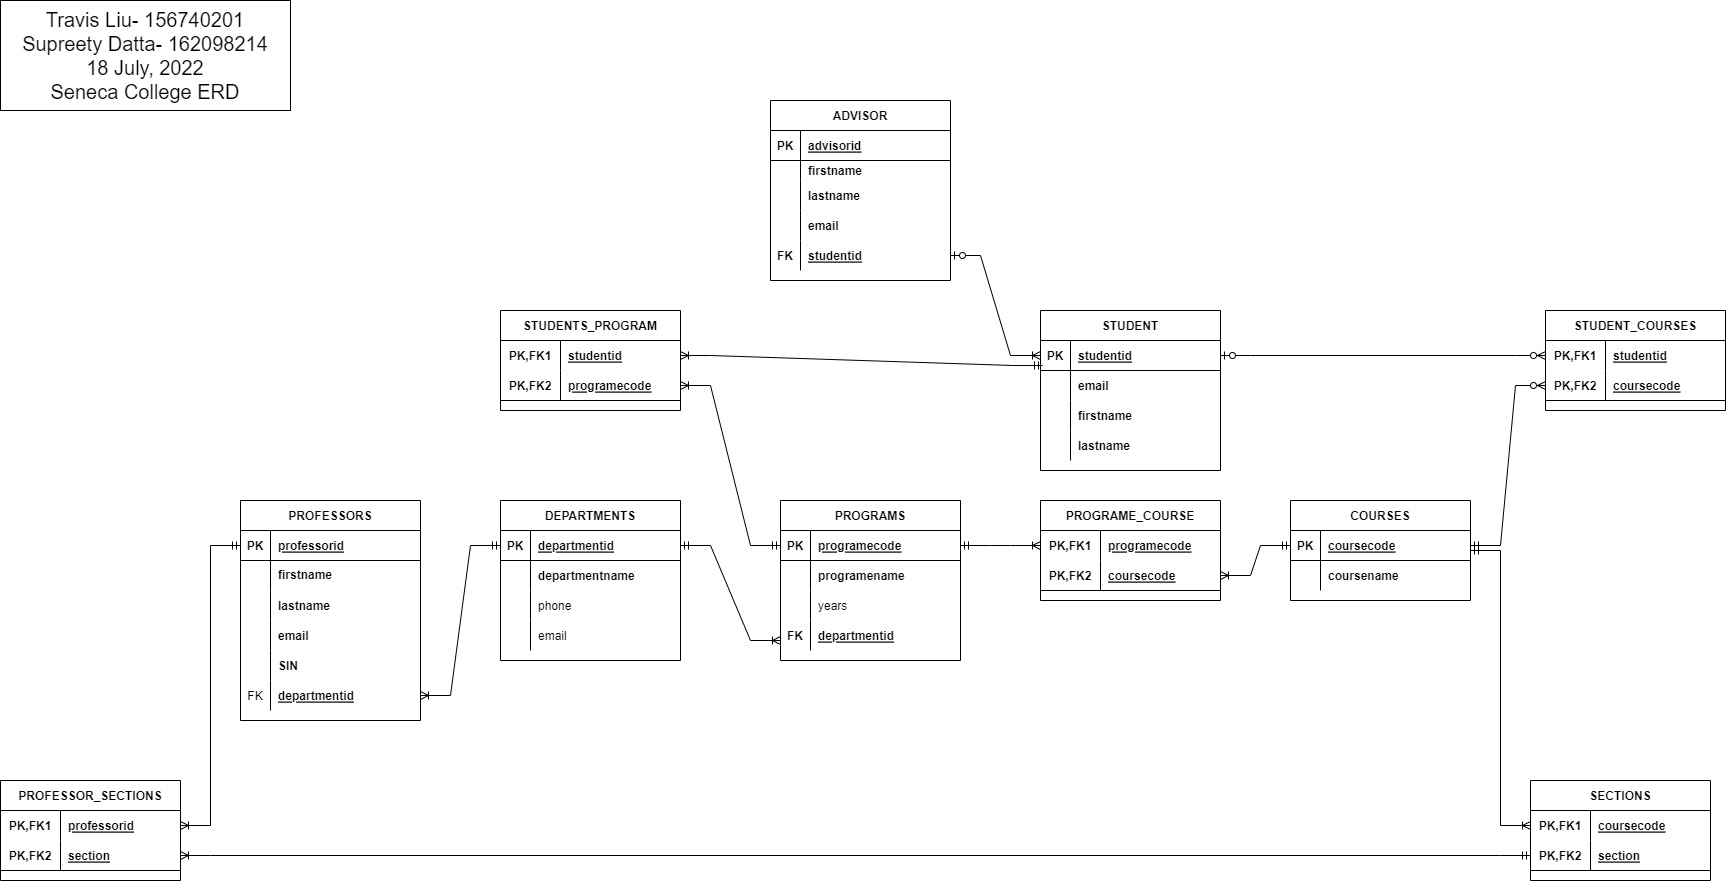 Travis Liu- 156740201
Supreety Datta- 162098214
18 July, 2022
Seneca College ERD
ADVISOR
PK advisorid
firstname
lastname
email
FK studentid
STUDENTS_PROGRAM
PK,FK1 studentid
PK,FK2 programecode
STUDENT
PK studentid
email
firstname
lastname
STUDENT_COURSES
PK,FK1 studentid
PK,FK2 coursecode
PROFESSORS
PK professorid
firstname
lastname
email
SIN
FK departmentid
DEPARTMENTS
PK departmentid
departmentname
phone
email
PROGRAMS
PK programecode
programename
years
FK departmentid
PROGRAME_COURSE
PK,FK1 programecode
PK,FK2 coursecode
COURSES
PK coursecode
coursename
PROFESSOR_SECTIONS
PK,FK1 professorid
PK,FK2 section
SECTIONS
PK,FK1 coursecode
PK,FK2 section